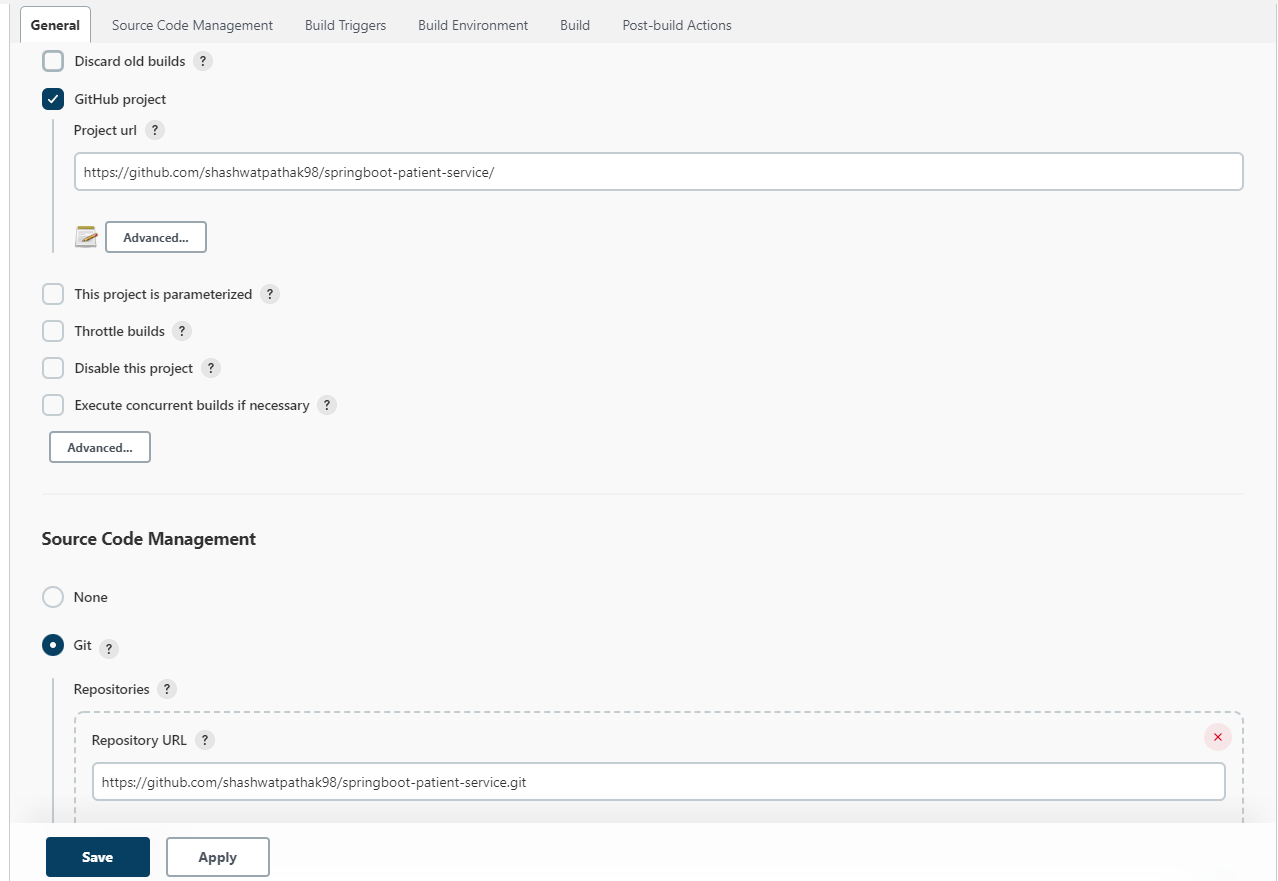 General Source Code Management Build Triggers Build Environment Build Post-build Actions
Discard old builds ?
GitHub project
Project url ?
https://github.com/shashwatpathak98/springboot-patient-service/
Advanced...
This project is parameterized ?
Throttle builds ?
Disable this project ?
Execute concurrent builds if necessary ?
Advanced...
Source Code Management
None
Git ?
Repositories ?
Repository URL ?
https://github.com/shashwatpathak98/springboot-patient-service.git
Save Apply